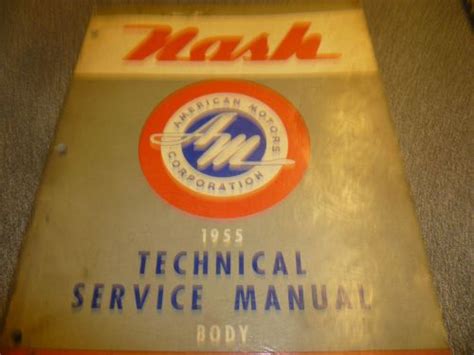 Nash
AMERICAN MOTORS
AM
CORPORATION
1955
TECHNICAL
SERVICE MANUAL
BODY